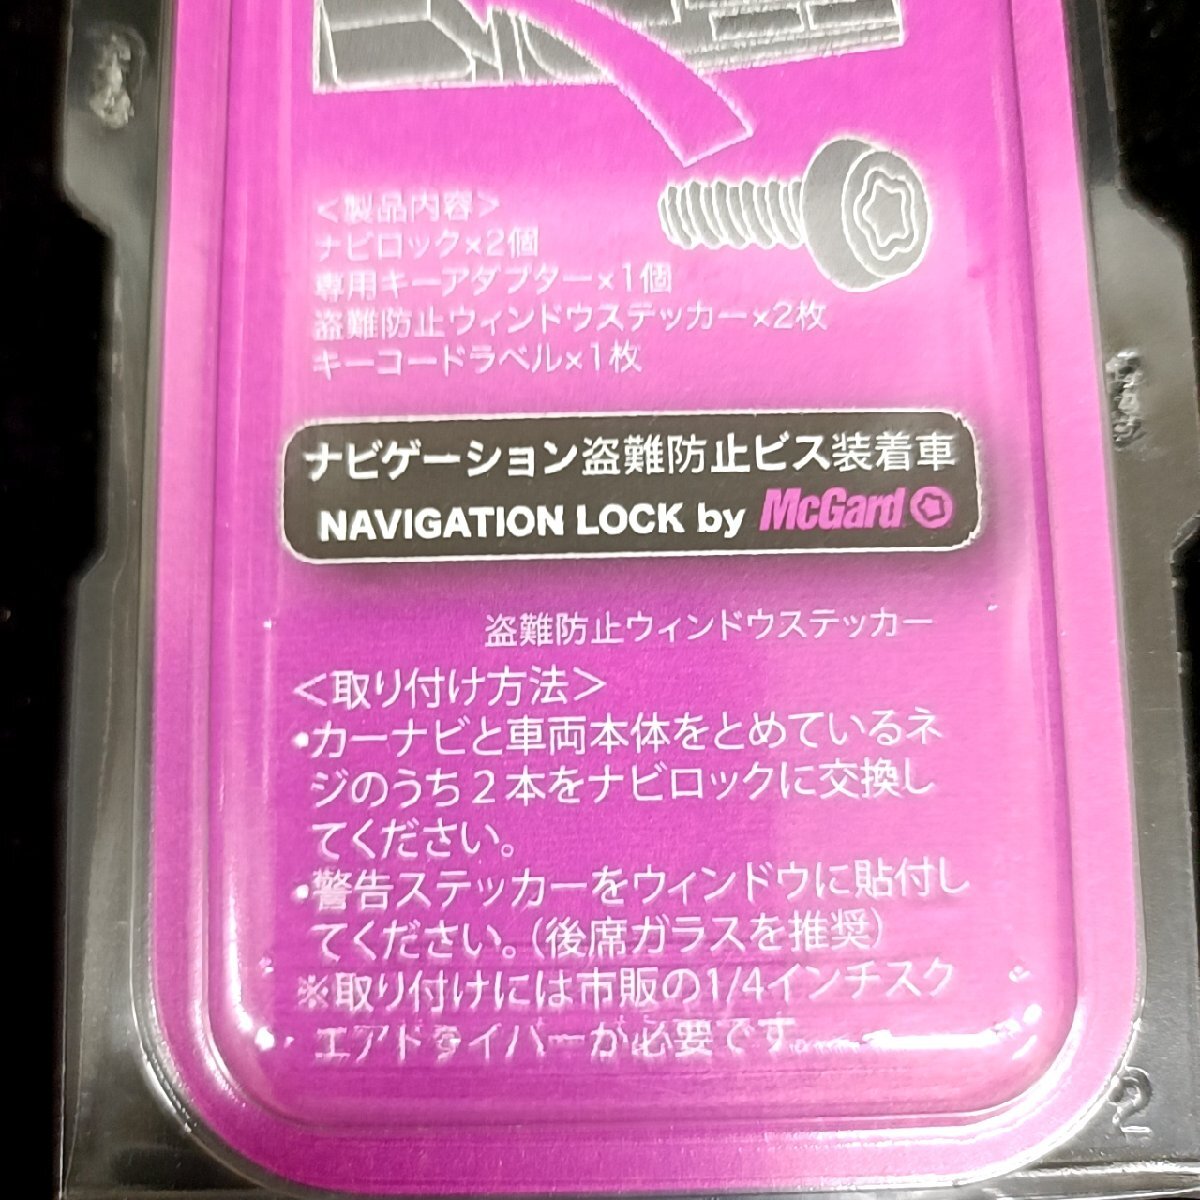 ＜製品内容＞
ナビロック×2個
専用キーアダプター×1個
盗難防止ウィンドウステッカー×2枚
キーコードラベル×1枚
ナビゲーション盗難防止ビス装着車
NAVIGATION LOCK by McGard
盗難防止ウィンドウステッカー
＜取り付け方法＞
•カーナビと車両本体をとめているネ
ジのうち2本をナビロックに交換し
てください。
•警告ステッカーをウィンドウに貼付し
てください。（後席ガラスを推奨）
※取り付けには市販の1/4インチスク
エアドライバーが必要です。
2